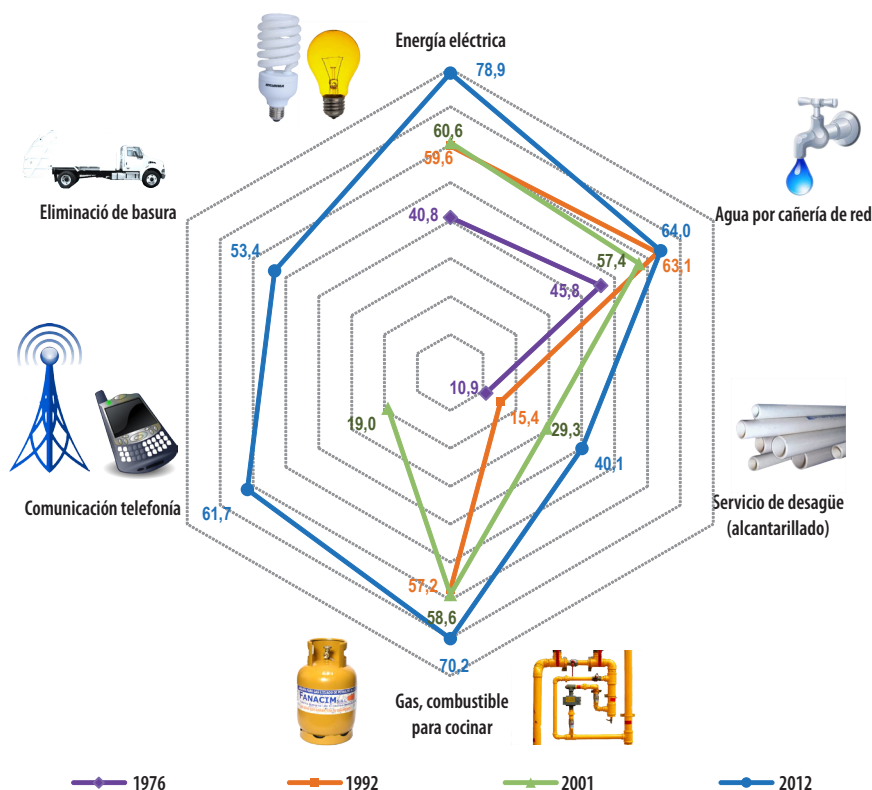 Energía eléctrica
78,9
60,6
59,6
Eliminació de basura
Agua por cañería de red
40,8
64,0
53,4
57,4
63,1
45,8
10,9
15,4
19,0
29,3
40,1
Comunicación telefonía
61,7
Servicio de desagüe
(alcantarillado)
57,2
58,6
70,2
FANACIM
Gas, combustible
para cocinar
1976
1992
2001
2012